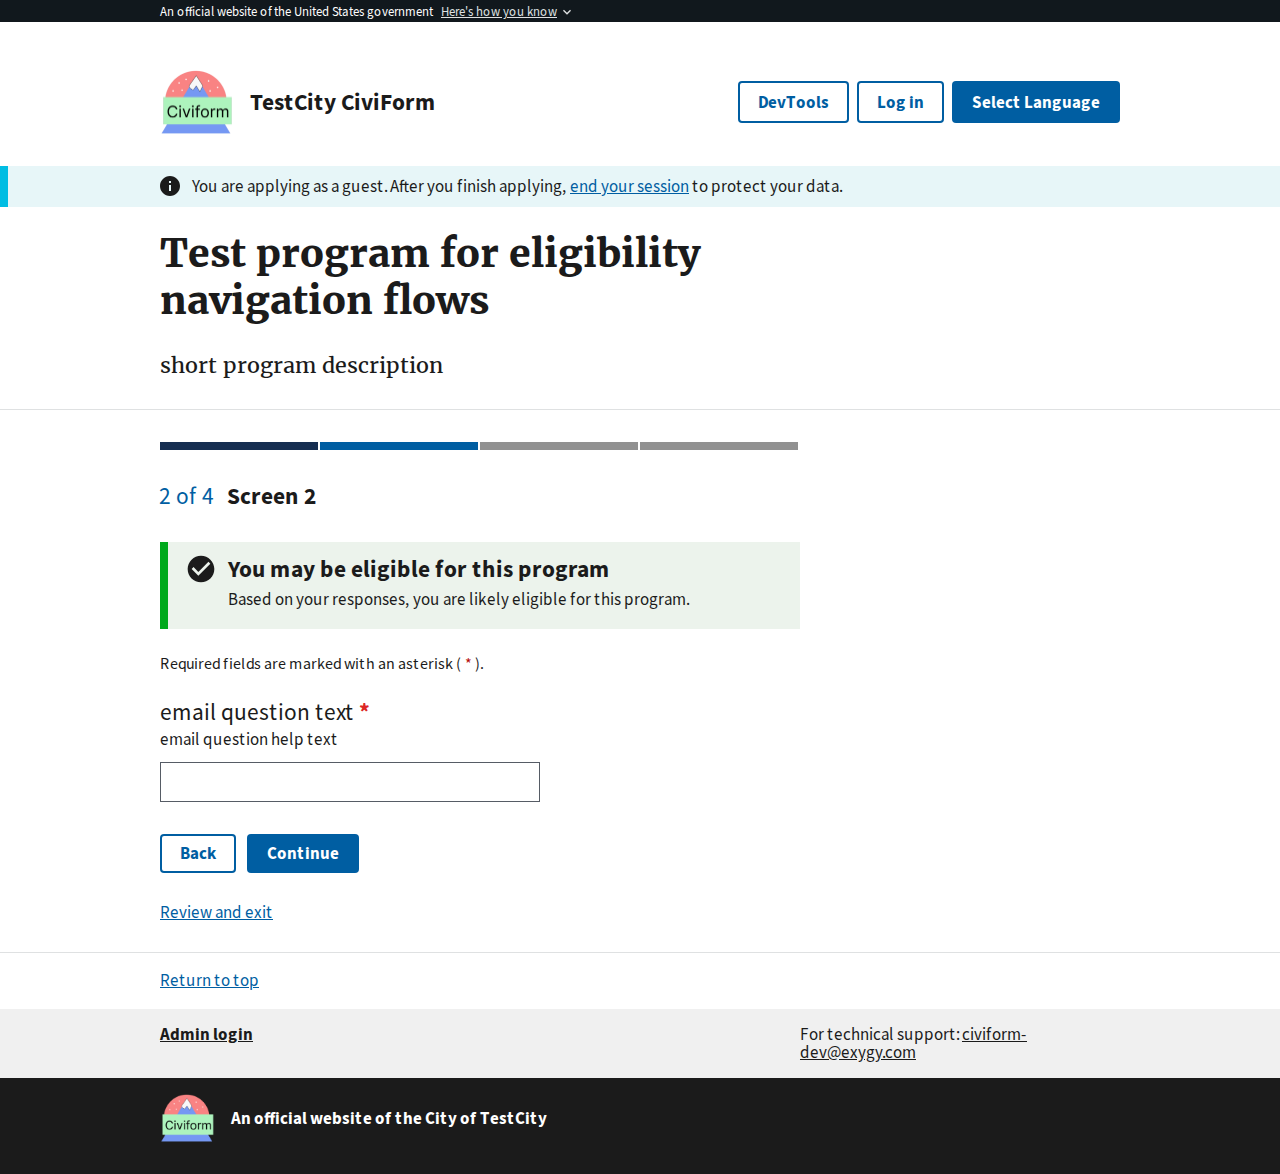 An official website of the United States government Here's how you know
Civiform
TestCity CiviForm
DevTools
Log in
Select Language
You are applying as a guest. After you finish applying, end your session to protect your data.
Test program for eligibility
navigation flows
short program description
2 of 4 Screen 2
You may be eligible for this program
Based on your responses, you are likely eligible for this program.
Required fields are marked with an asterisk ( * ).
email question text *
email question help text
Back
Continue
Review and exit
Return to top
Admin login
For technical support: civiform-
dev@exygy.com
Civiform
An official website of the City of TestCity